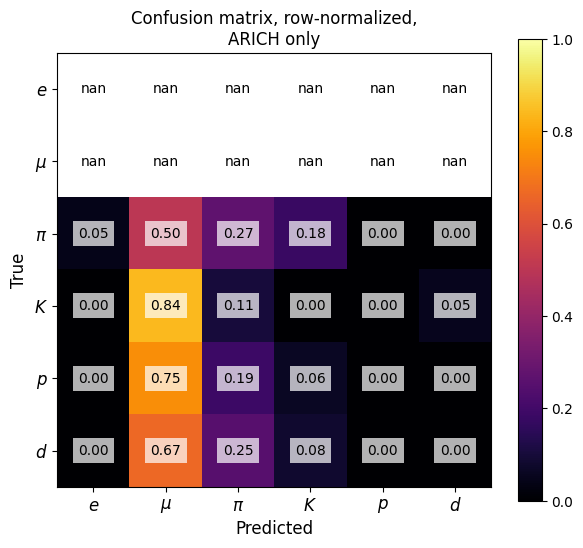 Confusion matrix, row-normalized,
ARICH only
1.0
e nan nan nan nan nan nan
μ nan nan nan nan nan nan
0.8
π 0.05 0.50 0.27 0.18 0.00 0.00
0.6
K 0.00 0.84 0.11 0.00 0.00 0.05
0.4
p 0.00 0.75 0.19 0.06 0.00 0.00
0.2
d 0.00 0.67 0.25 0.08 0.00 0.00
0.0
e μ π K p d
Predicted
True